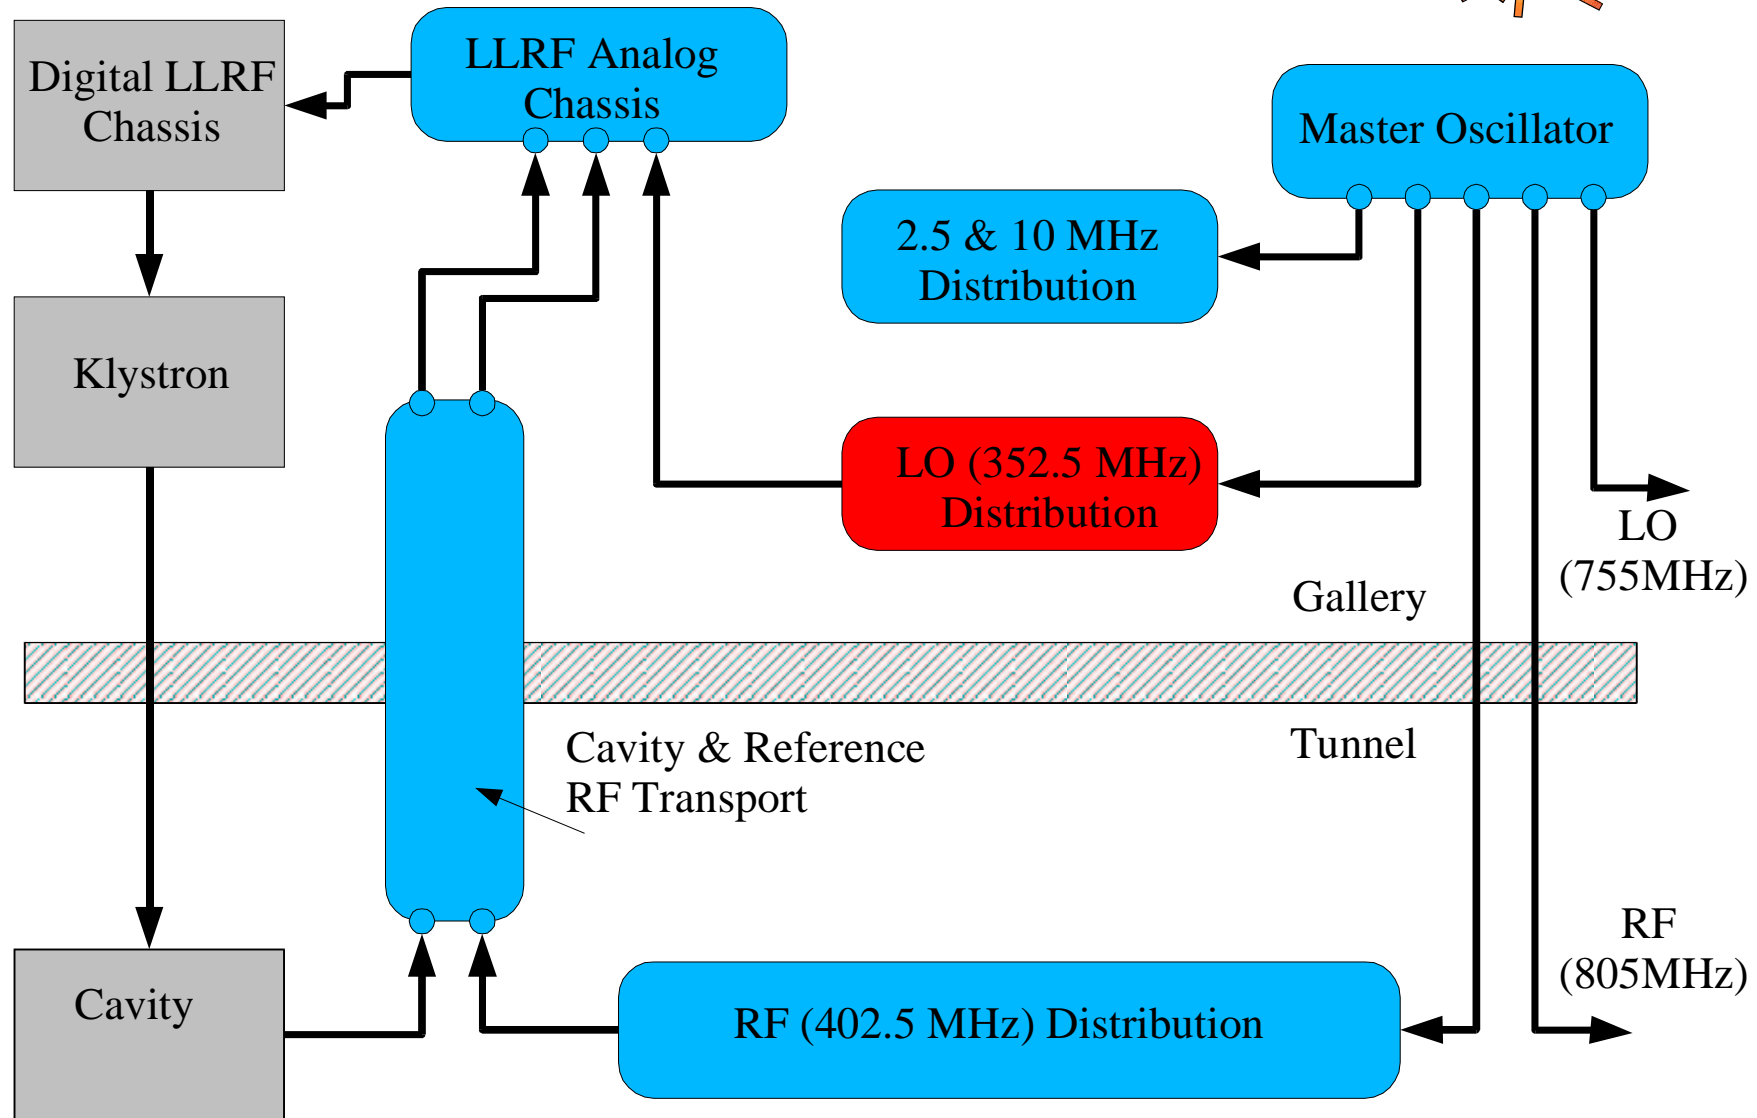 Digital LLRF
Chassis
LLRF Analog
Chassis
Master Oscillator
2.5 & 10 MHz
Distribution
Klystron
LO (352.5 MHz)
Distribution
LO
(755MHz)
Gallery
Tunnel
Cavity & Reference
RF Transport
RF
(805MHz)
Cavity
RF (402.5 MHz) Distribution